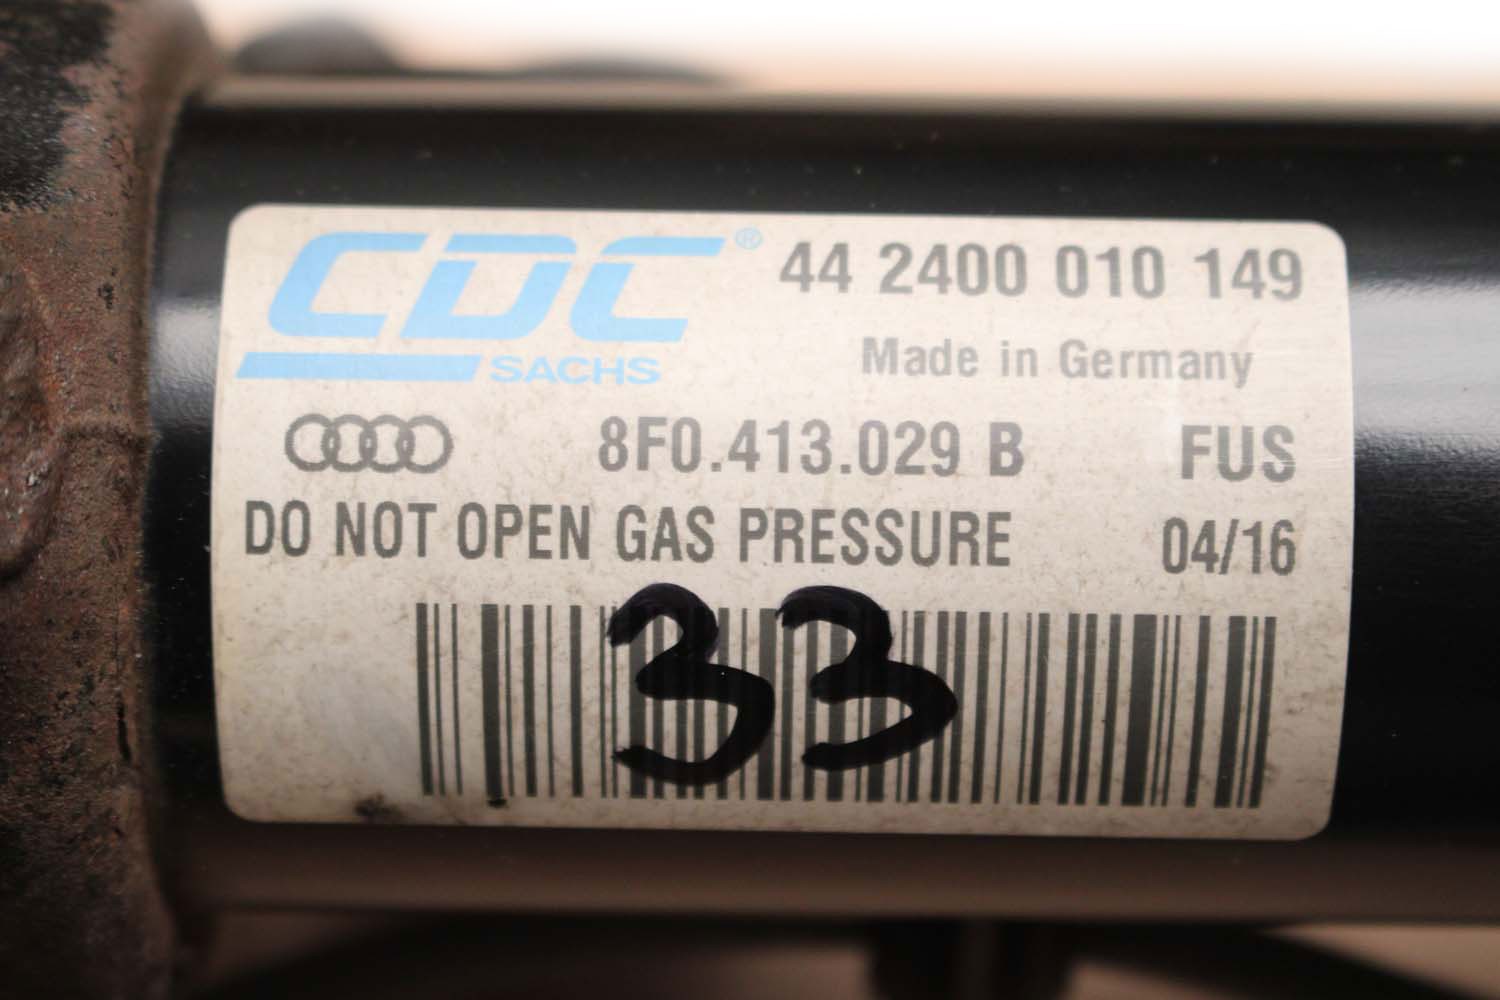 CDC® 44 2400 010 149
SACHS Made in Germany
8F0.413.029 B FUS
DO NOT OPEN GAS PRESSURE 04/16
33